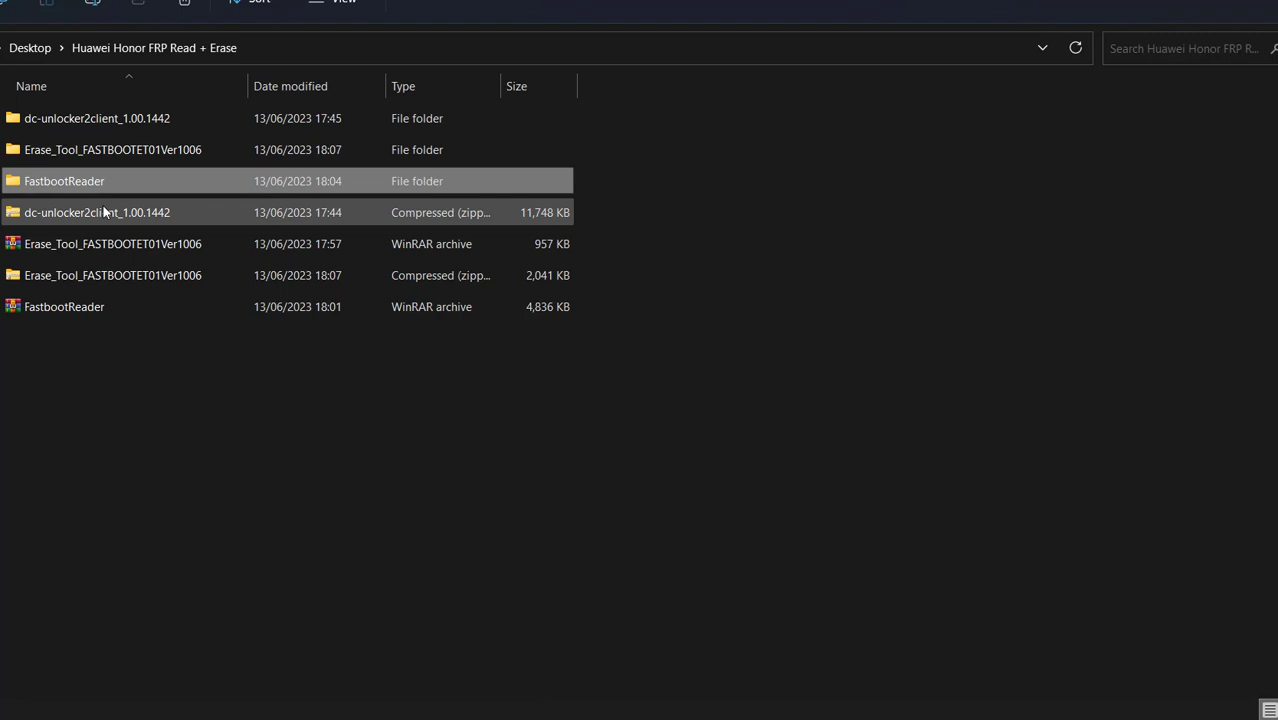 Sort View
Desktop > Huawei Honor FRP Read + Erase Search Huawei Honor FRP R...
Name Date modified Type Size
dc-unlocker2client_1.00.1442 13/06/2023 17:45 File folder
Erase_Tool_FASTBOOTET01Ver1006 13/06/2023 18:07 File folder
FastbootReader 13/06/2023 18:04 File folder
dc-unlocker2client_1.00.1442 13/06/2023 17:44 Compressed (zipp... 11,748 KB
Erase_Tool_FASTBOOTET01Ver1006 13/06/2023 17:57 WinRAR archive 957 KB
Erase_Tool_FASTBOOTET01Ver1006 13/06/2023 18:07 Compressed (zipp... 2,041 KB
FastbootReader 13/06/2023 18:01 WinRAR archive 4,836 KB